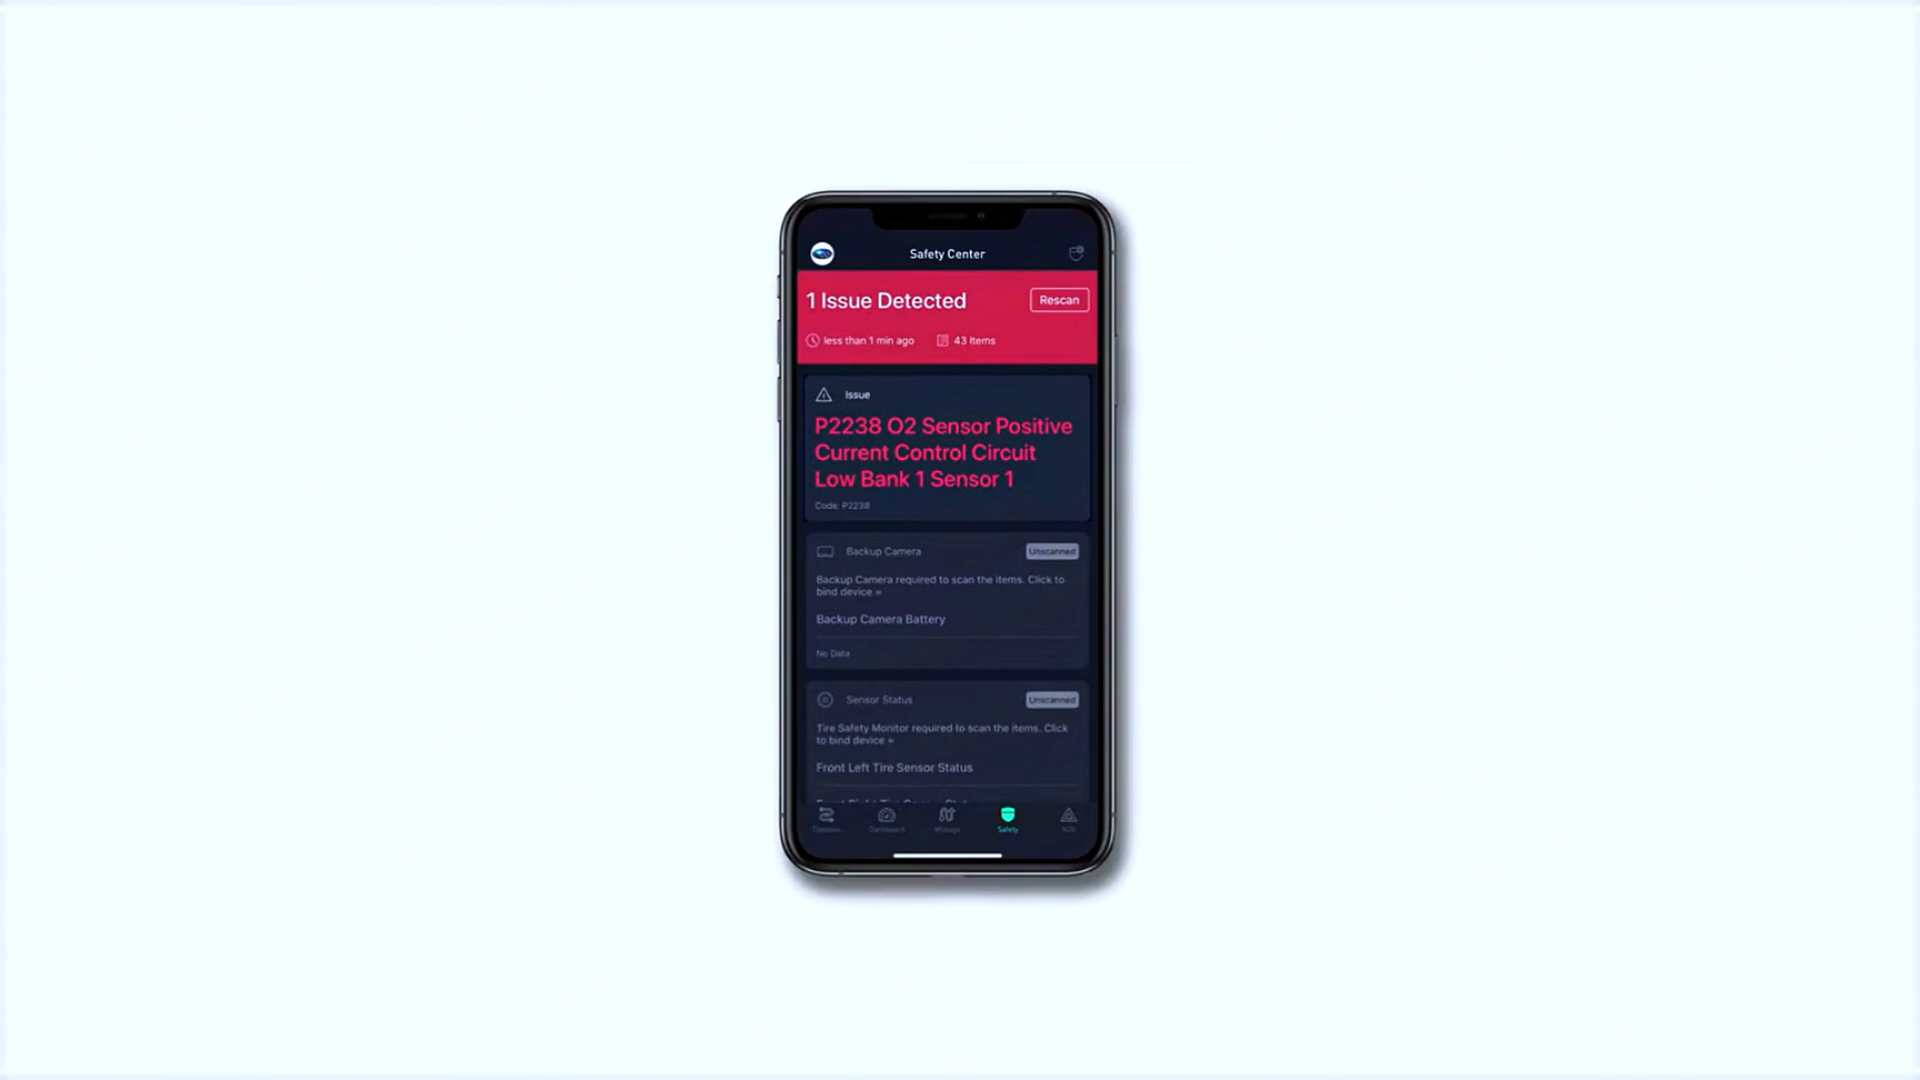 Safety Center
1 Issue Detected
Rescan
less than 1 min ago
43 Items
Issue
P2238 O2 Sensor Positive
Current Control Circuit
Low Bank 1 Sensor 1
Code: P2238
Backup Camera
Unscanned
Backup Camera required to scan the items. Click to
bind device »
Backup Camera Battery
No Data
Sensor Status
Unscanned
Tire Safety Monitor required to scan the items. Click
to bind device »
Front Left Tire Sensor Status
Dashboard
Mileage
Safety